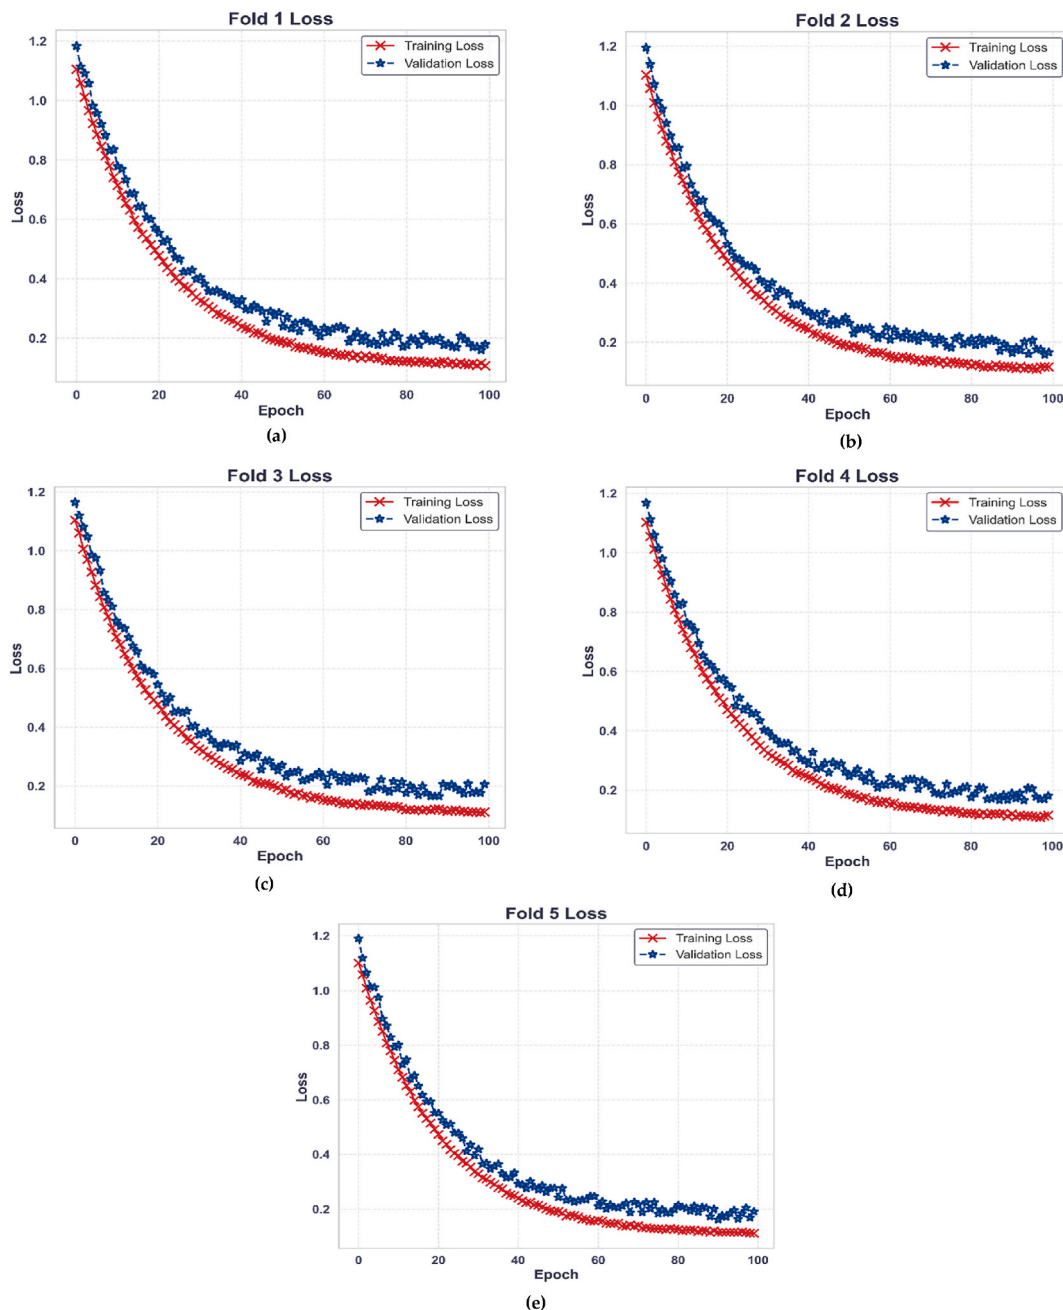 Fold 1 Loss
Training Loss
Validation Loss
1.2
1.0
0.8
0.6
0.4
0.2
Loss
0 20 40 60 80 100
Epoch
(a)
Fold 2 Loss
Training Loss
Validation Loss
1.2
1.0
0.8
0.6
0.4
0.2
Loss
0 20 40 60 80 100
Epoch
(b)
Fold 3 Loss
Training Loss
Validation Loss
1.2
1.0
0.8
0.6
0.4
0.2
Loss
0 20 40 60 80 100
Epoch
(c)
Fold 4 Loss
Training Loss
Validation Loss
1.2
1.0
0.8
0.6
0.4
0.2
Loss
0 20 40 60 80 100
Epoch
(d)
Fold 5 Loss
Training Loss
Validation Loss
1.2
1.0
0.8
0.6
0.4
0.2
Loss
0 20 40 60 80 100
Epoch
(e)